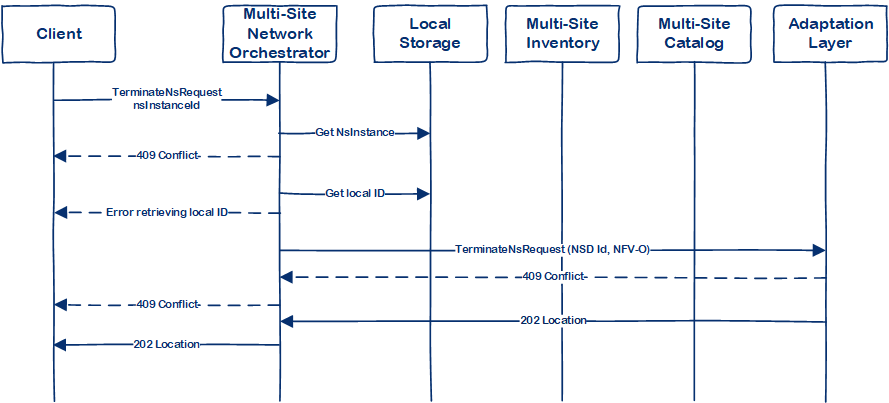 Client
Multi-Site
Network
Orchestrator
Local
Storage
Multi-Site
Inventory
Multi-Site
Catalog
Adaptation
Layer
TerminateNsRequest
nsInstanceId
Get NsInstance
409 Conflict
Get local ID
Error retrieving local ID
TerminateNsRequest (NSD Id, NFV-O)
409 Conflict
409 Conflict
202 Location
202 Location